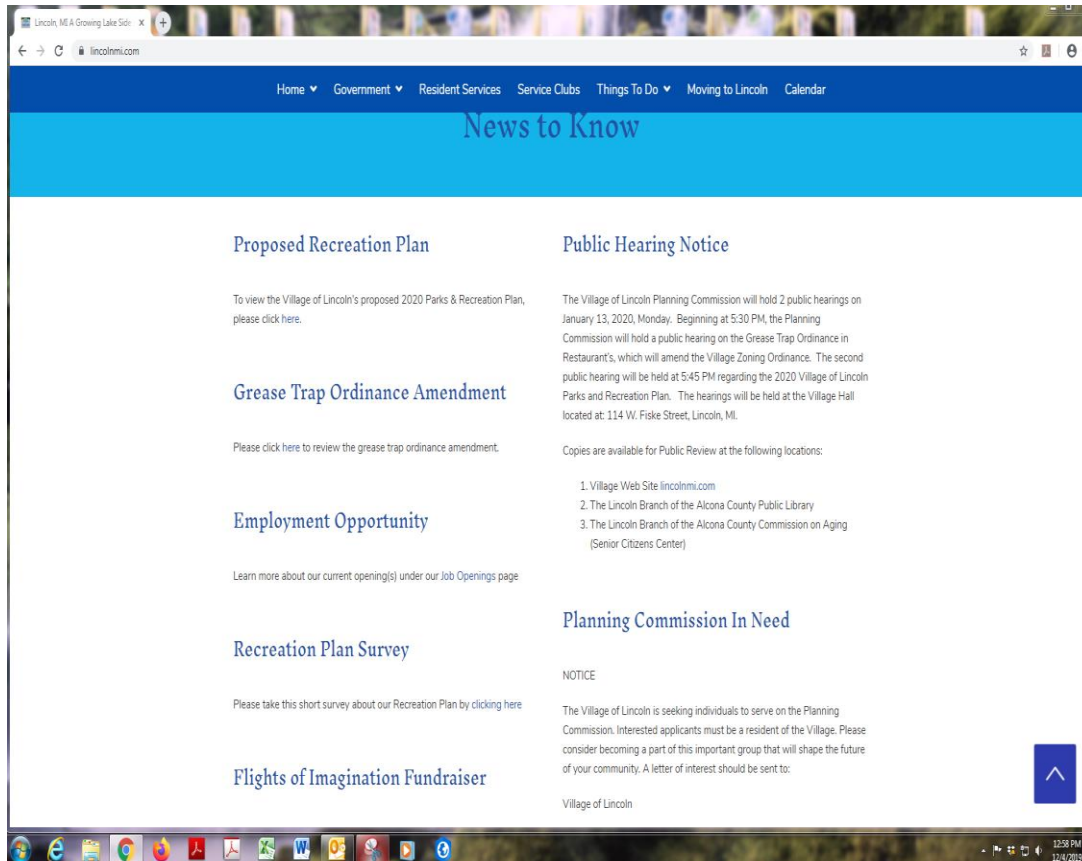 Lincoln, MI A Growing Lake Side
lincolnmi.com
Home Government Resident Services Service Clubs Things To Do Moving to Lincoln Calendar
News to Know
Proposed Recreation Plan
To view the Village of Lincoln's proposed 2020 Parks & Recreation Plan,
please click here.
Grease Trap Ordinance Amendment
Please click here to review the grease trap ordinance amendment.
Employment Opportunity
Learn more about our current opening(s) under our Job Openings page
Recreation Plan Survey
Please take this short survey about our Recreation Plan by clicking here
Flights of Imagination Fundraiser
Public Hearing Notice
The Village of Lincoln Planning Commission will hold 2 public hearings on
January 13, 2020, Monday. Beginning at 5:30 PM, the Planning
Commission will hold a public hearing on the Grease Trap Ordinance in
Restaurant's, which will amend the Village Zoning Ordinance. The second
public hearing will be held at 5:45 PM regarding the 2020 Village of Lincoln
Parks and Recreation Plan. The hearings will be held at the Village Hall
located at: 114 W. Fiske Street, Lincoln, MI.
Copies are available for Public Review at the following locations:
1. Village Web Site lincolnmi.com
2. The Lincoln Branch of the Alcona County Public Library
3. The Lincoln Branch of the Alcona County Commission on Aging
(Senior Citizens Center)
Planning Commission In Need
NOTICE
The Village of Lincoln is seeking individuals to serve on the Planning
Commission. Interested applicants must be a resident of the Village. Please
consider becoming a part of this important group that will shape the future
of your community. A letter of interest should be sent to:
Village of Lincoln
12:58 PM